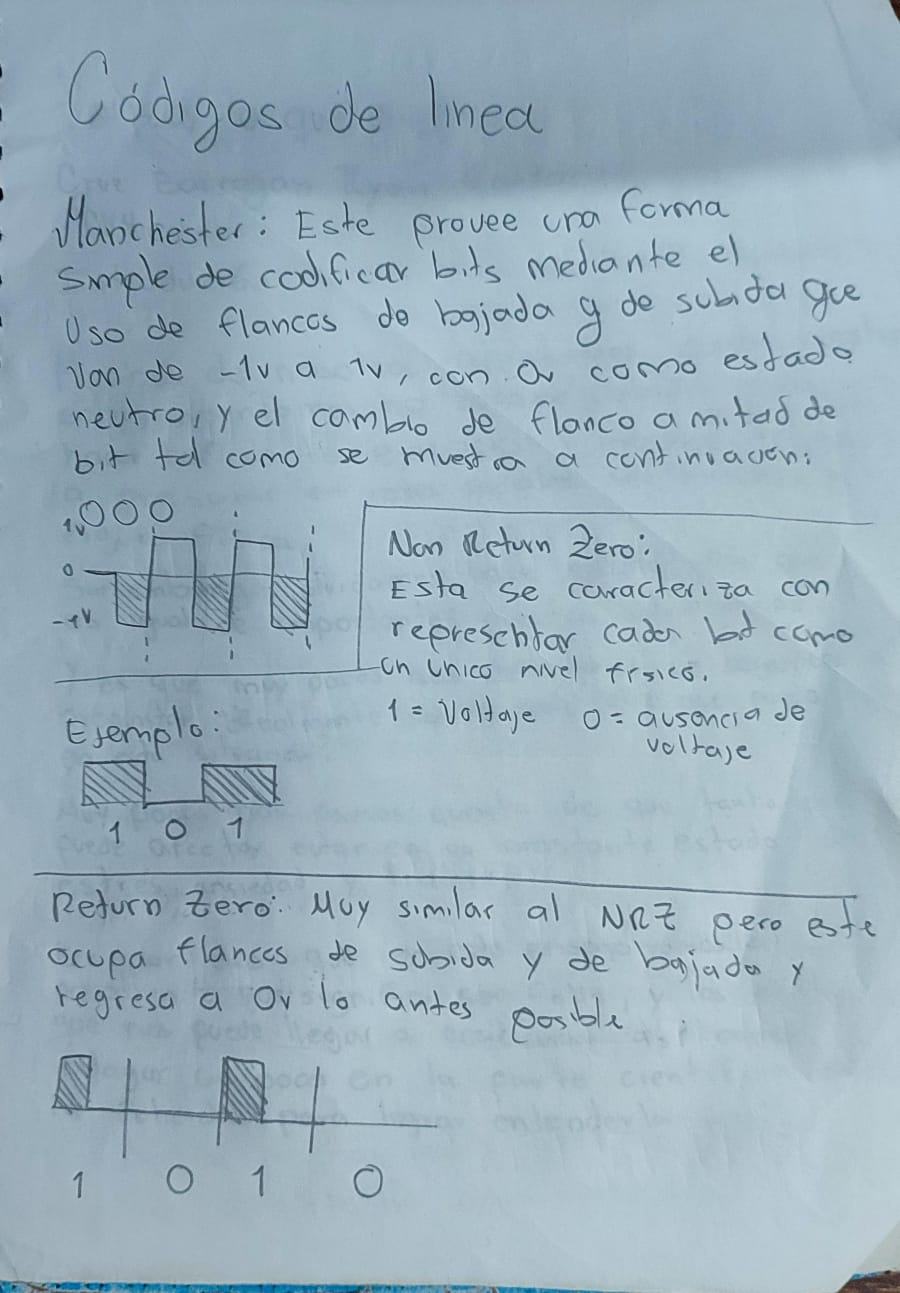 Códigos de linea
Manchester: Este provee una forma
Simple de codificar bits mediante el
Uso de flancos de bajada y de subida que
Van de -1v a 1v, con 0v como estado
neutro, y el cambio de flanco a mitad de
bit tal como se muestra a continuacion:
1v 000
0
-1v
Non Return Zero:
Esta se caracteriza con
representar cada bit como
un unico nivel fisico.
1 = Voltaje 0 = ausencia de
voltaje
Ejemplo:
1 0 1
Return Zero: Muy similar al NRZ pero este
ocupa flancos de subida y de bajada y
regresa a 0v lo antes posible.
1 0 1 0